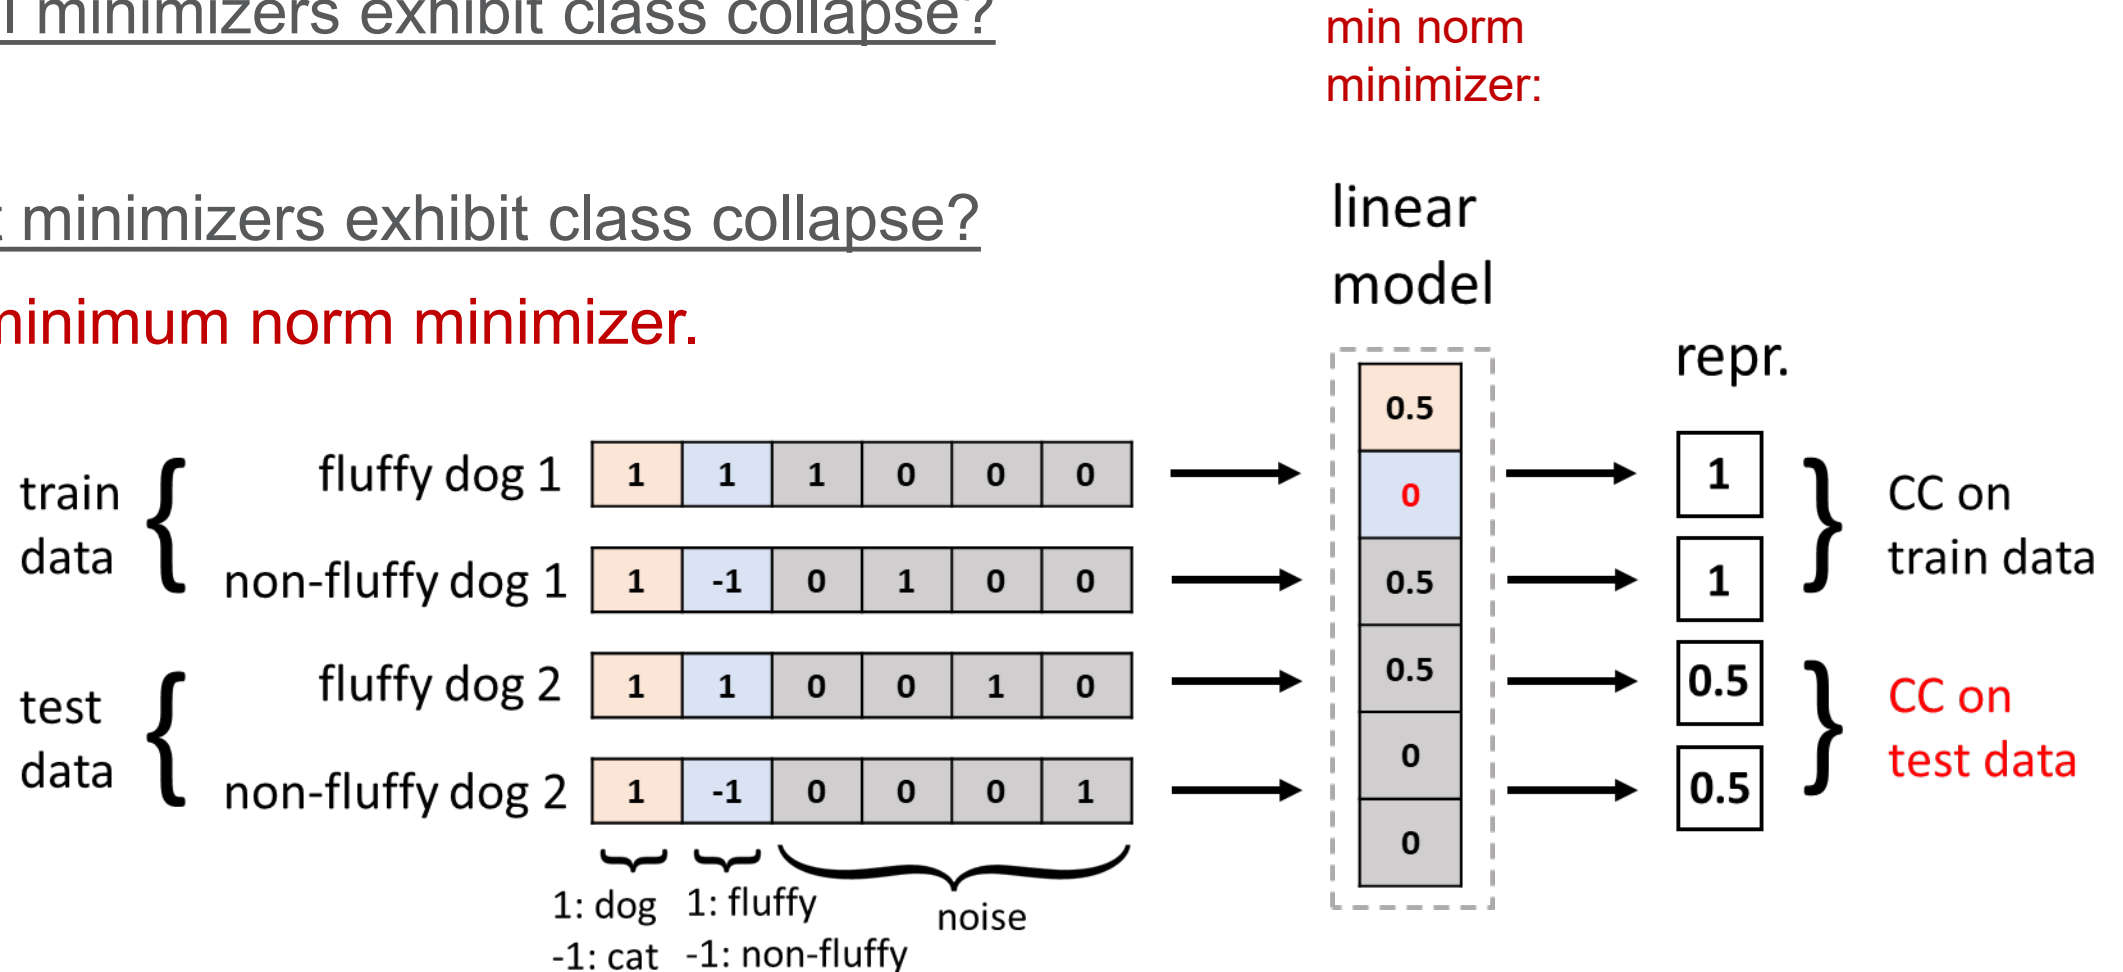 minimizers exhibit class collapse?
min norm
minimizer:
minimizers exhibit class collapse?
minimum norm minimizer.
linear
model
repr.
train
data
fluffy dog 1 1 1 1 0 0 0
non-fluffy dog 1 1 -1 0 1 0 0
test
data
fluffy dog 2 1 1 0 0 1 0
non-fluffy dog 2 1 -1 0 0 0 1
1: dog
-1: cat
1: fluffy
-1: non-fluffy
noise
0.5
0
0.5
0.5
0
0
1
1
0.5
0.5
CC on
train data
CC on
test data